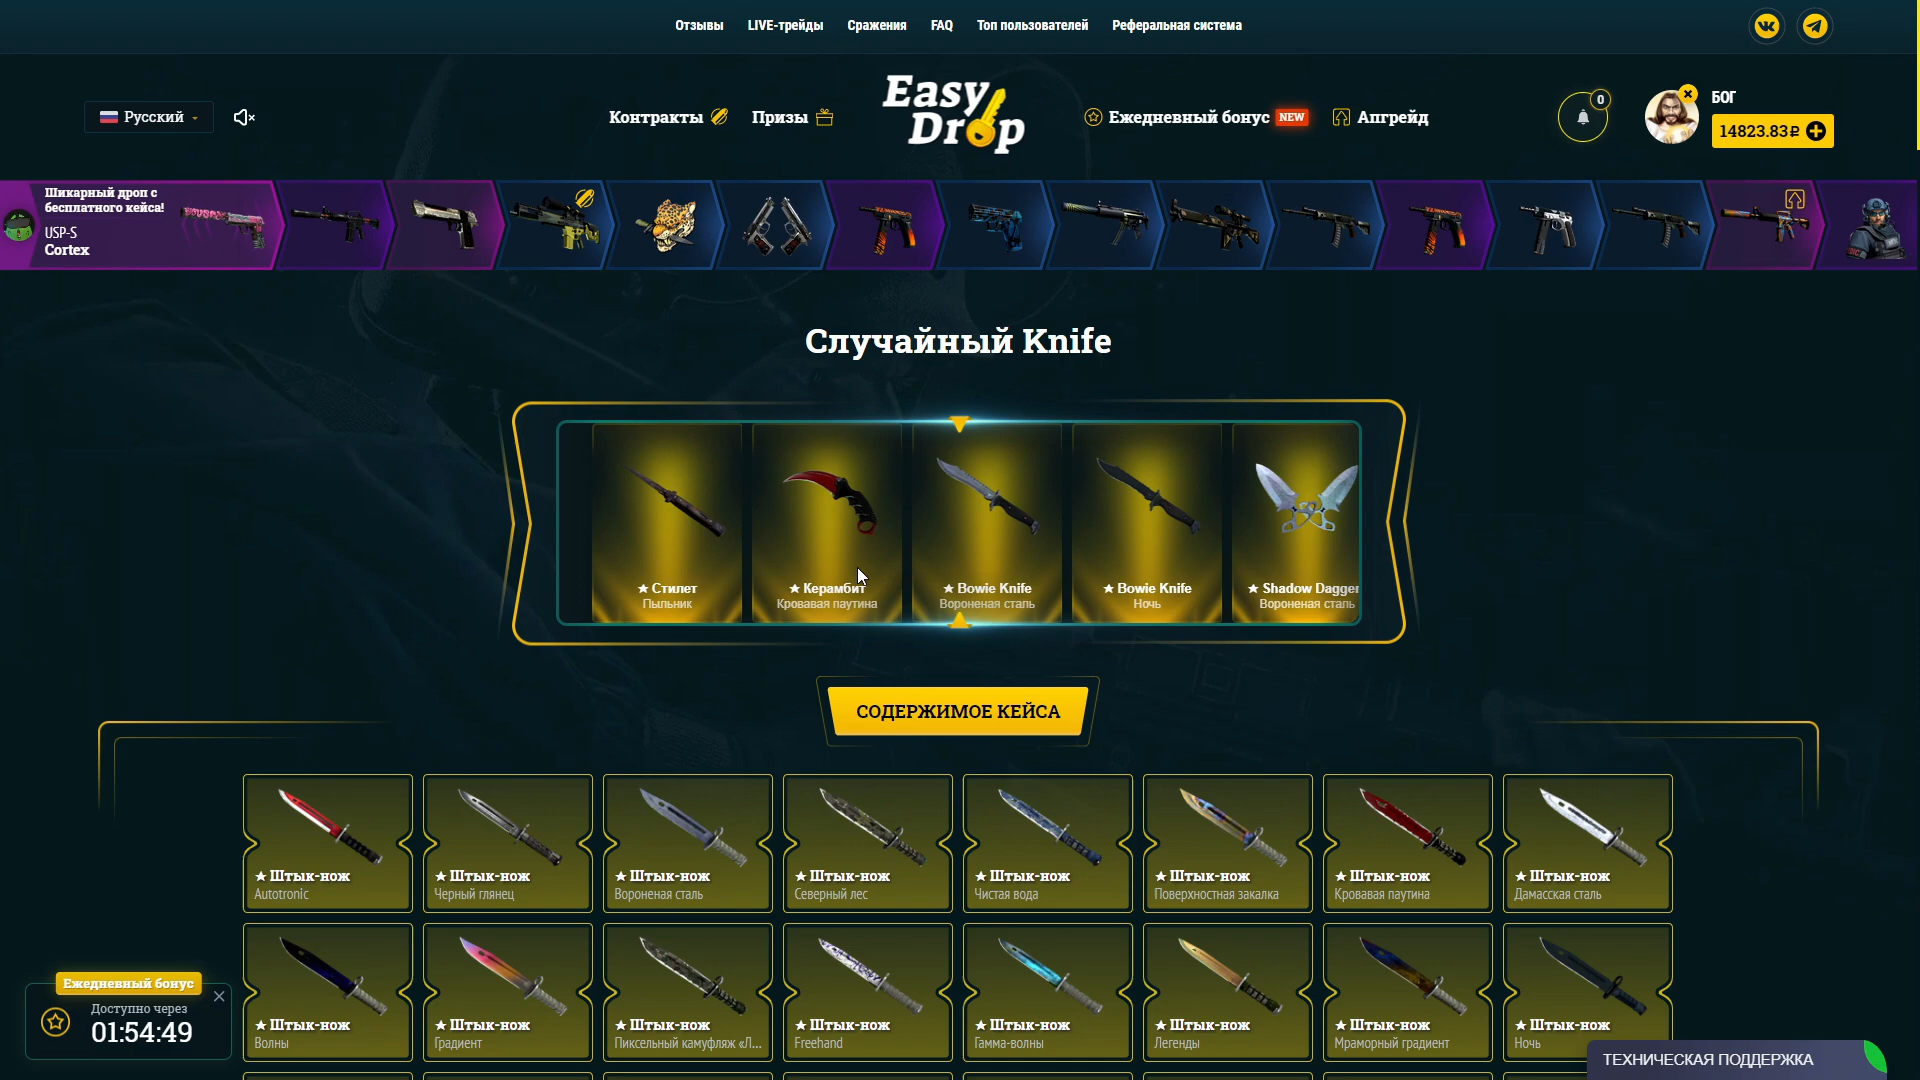 Отзывы
LIVE-трейды
Сражения
FAQ
Топ пользователей
Реферальная система
Русский
Контракты
Призы
Easy
Drop
Ежедневный бонус
NEW
Апгрейд
0
БОГ
14823.83₽
Шикарный дроп с
бесплатного кейса!
USP-S
Cortex
Случайный Knife
★ Стилет
Пыльник
★ Керамбит
Кровавая паутина
★ Bowie Knife
Вороненая сталь
★ Bowie Knife
Ночь
★ Shadow Dagger
Вороненая сталь
СОДЕРЖИМОЕ КЕЙСА
★ Штык-нож
Autotronic
★ Штык-нож
Черный глянец
★ Штык-нож
Вороненая сталь
★ Штык-нож
Северный лес
★ Штык-нож
Чистая вода
★ Штык-нож
Поверхностная закалка
★ Штык-нож
Кровавая паутина
★ Штык-нож
Дамасская сталь
★ Штык-нож
Волны
★ Штык-нож
Градиент
★ Штык-нож
Пиксельный камуфляж «Л...
★ Штык-нож
Freehand
★ Штык-нож
Гамма-волны
★ Штык-нож
Легенды
★ Штык-нож
Мраморный градиент
★ Штык-нож
Ночь
Ежедневный бонус
Доступно через
01:54:49
ТЕХНИЧЕСКАЯ ПОДДЕРЖКА